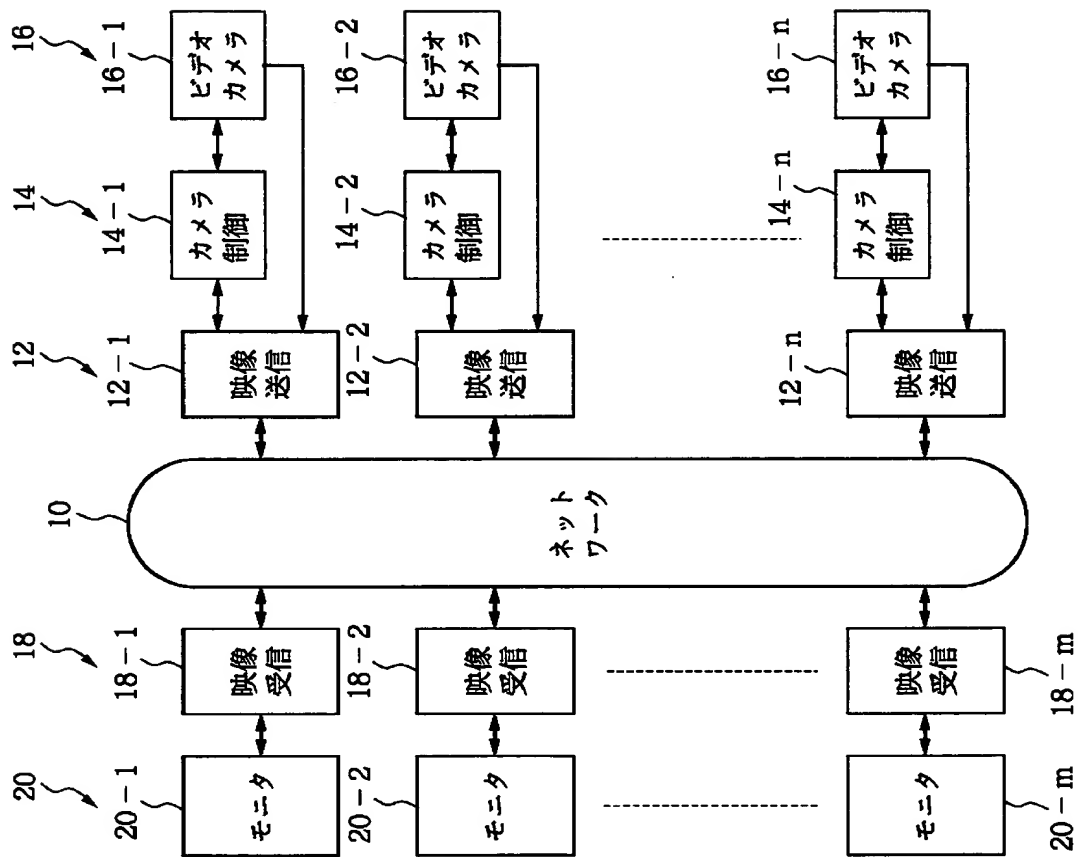 16
16-1
ビデオ
カメラ
16-2
ビデオ
カメラ
16-n
ビデオ
カメラ
14
14-1
カメラ
制御
14-2
カメラ
制御
14-n
カメラ
制御
12
12-1
映像
送信
12-2
映像
送信
12-n
映像
送信
10
ネット
ワーク
18
18-1
映像
受信
18-2
映像
受信
18-m
映像
受信
20
20-1
モニタ
20-2
モニタ
20-m
モニタ